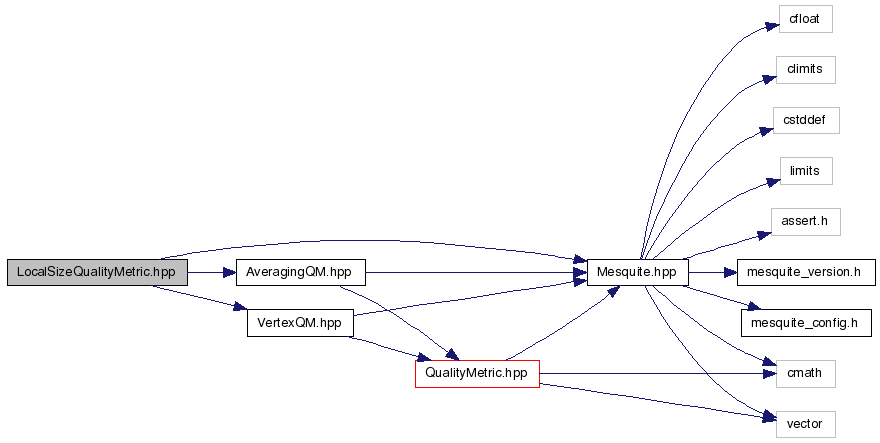 cfloat
climits
cstddef
limits
assert.h
LocalSizeQualityMetric.hpp
AveragingQM.hpp
Mesquite.hpp
mesquite_version.h
VertexQM.hpp
mesquite_config.h
QualityMetric.hpp
cmath
vector